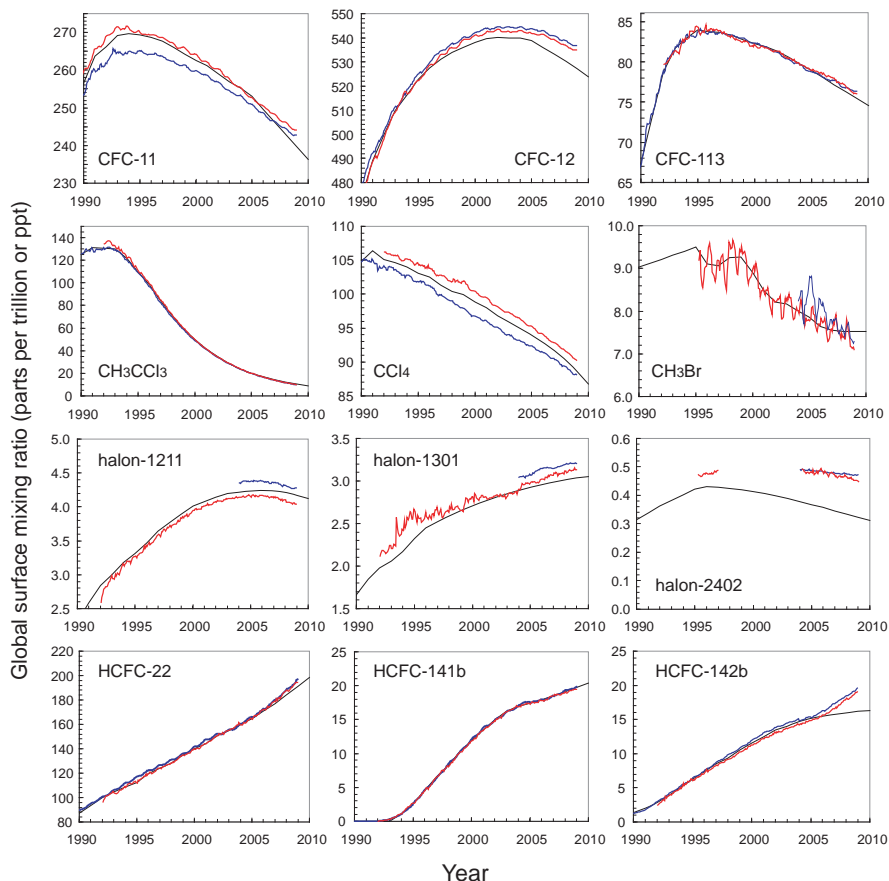 Global surface mixing ratio (parts per trillion or ppt)
270
260
250
240
230
1990 1995 2000 2005 2010
CFC-11
550
540
530
520
510
500
490
480
1990 1995 2000 2005 2010
CFC-12
85
80
75
70
65
1990 1995 2000 2005 2010
CFC-113
140
120
100
80
60
40
20
0
1990 1995 2000 2005 2010
CH3CCl3
110
105
100
95
90
85
1990 1995 2000 2005 2010
CCl4
10.0
9.0
8.0
7.0
6.0
1990 1995 2000 2005 2010
CH3Br
halon-1211
5.0
4.5
4.0
3.5
3.0
2.5
1990 1995 2000 2005 2010
halon-1301
3.5
3.0
2.5
2.0
1.5
1990 1995 2000 2005 2010
0.6
0.5
0.4
0.3
0.2
0.1
0.0
halon-2402
1990 1995 2000 2005 2010
HCFC-22
220
200
180
160
140
120
100
80
1990 1995 2000 2005 2010
HCFC-141b
25
20
15
10
5
0
1990 1995 2000 2005 2010
HCFC-142b
25
20
15
10
5
0
1990 1995 2000 2005 2010
Year